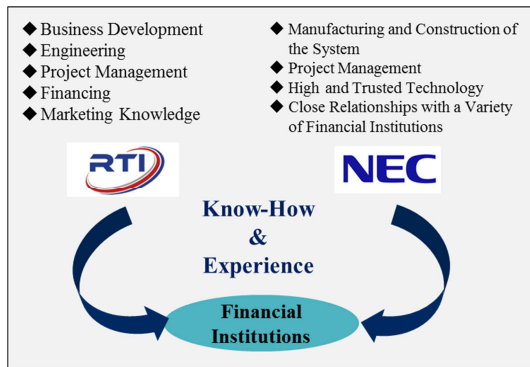 ◆ Business Development
◆ Engineering
◆ Project Management
◆ Financing
◆ Marketing Knowledge
◆ Manufacturing and Construction of
the System
◆ Project Management
◆ High and Trusted Technology
◆ Close Relationships with a Variety
of Financial Institutions
RTI
NEC
Know-How
&
Experience
Financial
Institutions